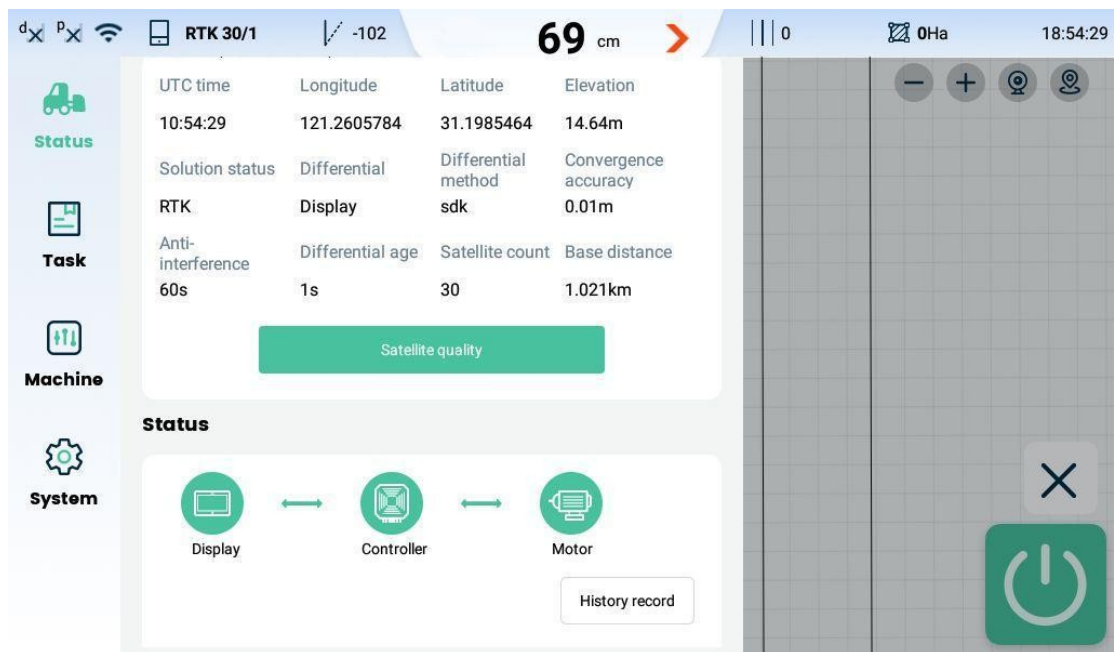 dx Px RTK 30/1 -102 69 cm 0 0Ha 18:54:29
Status
Task
Machine
System
UTC time Longitude Latitude Elevation
10:54:29 121.2605784 31.1985464 14.64m
Solution status Differential Differential method Convergence accuracy
RTK Display sdk 0.01m
Anti-interference Differential age Satellite count Base distance
60s 1s 30 1.021km
Satellite quality
Status
Display Controller Motor
History record